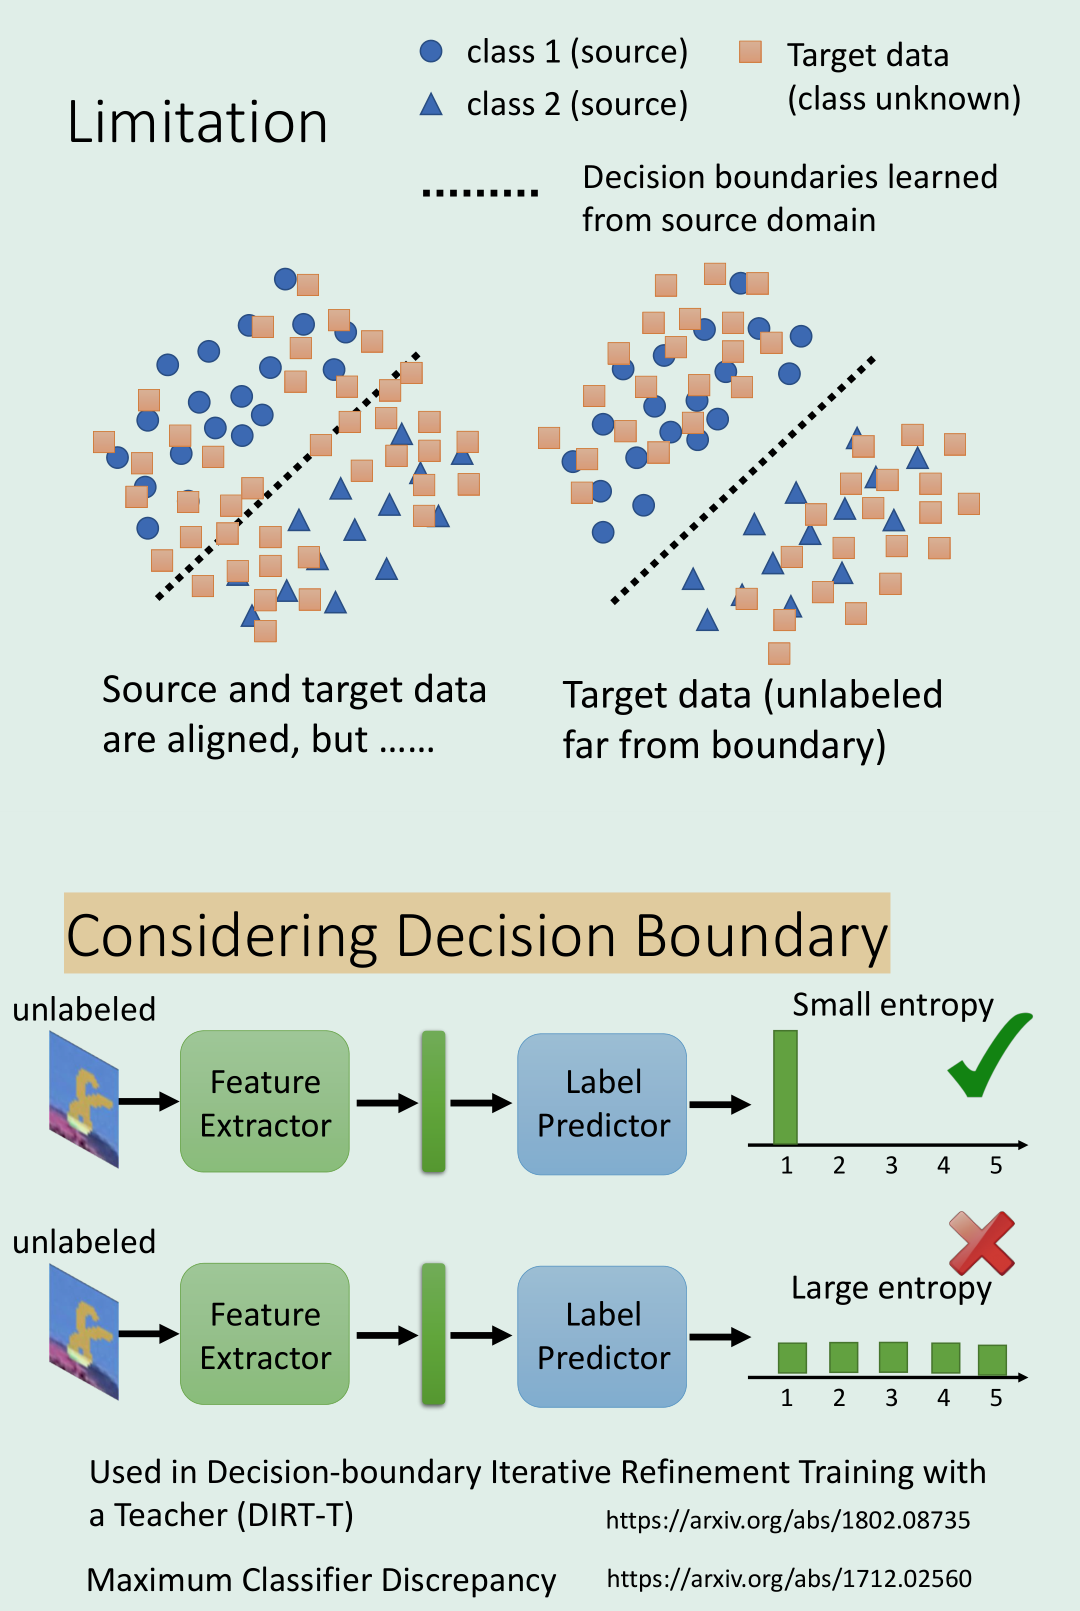 Limitation
class 1 (source)
class 2 (source)
Target data
(class unknown)
Decision boundaries learned
from source domain
Source and target data
are aligned, but ......
Target data (unlabeled
far from boundary)
Considering Decision Boundary
unlabeled
Feature
Extractor
Label
Predictor
Small entropy
1 2 3 4 5
unlabeled
Feature
Extractor
Label
Predictor
Large entropy
1 2 3 4 5
Used in Decision-boundary Iterative Refinement Training with
a Teacher (DIRT-T)
https://arxiv.org/abs/1802.08735
Maximum Classifier Discrepancy
https://arxiv.org/abs/1712.02560